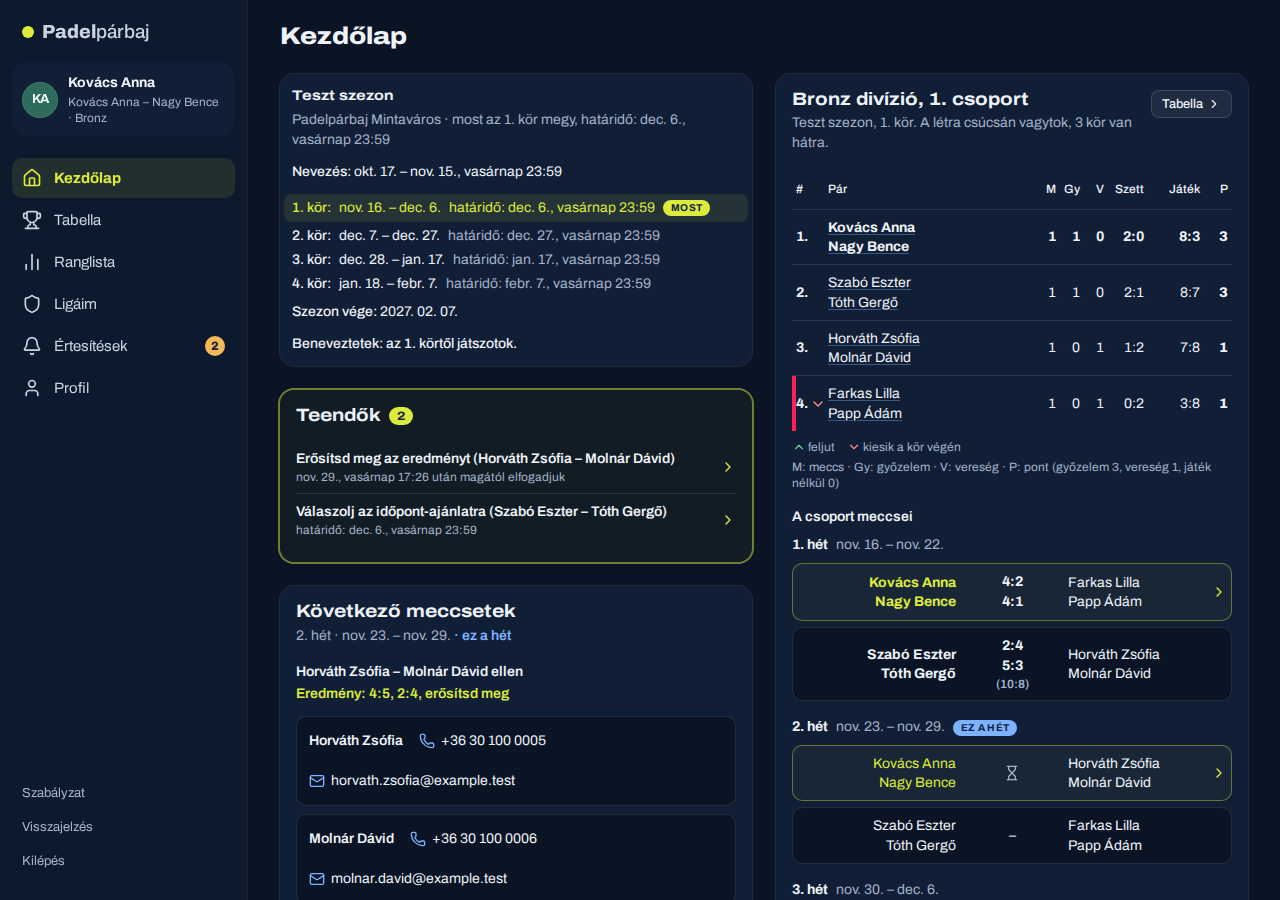 Padelpárbaj
KA
Kovács Anna
Kovács Anna – Nagy Bence
· Bronz
Kezdőlap
Tabella
Ranglista
Ligáim
Értesítések 2
Profil
Szabályzat
Visszajelzés
Kilépés
Kezdőlap
Teszt szezon
Padelpárbaj Mintaváros · most az 1. kör megy, határidő: dec. 6.,
vasárnap 23:59
Nevezés: okt. 17. – nov. 15., vasárnap 23:59
1. kör: nov. 16. – dec. 6. határidő: dec. 6., vasárnap 23:59 MOST
2. kör: dec. 7. – dec. 27. határidő: dec. 27., vasárnap 23:59
3. kör: dec. 28. – jan. 17. határidő: jan. 17., vasárnap 23:59
4. kör: jan. 18. – febr. 7. határidő: febr. 7., vasárnap 23:59
Szezon vége: 2027. 02. 07.
Beneveztetek: az 1. körtől játszotok.
Teendők 2
Erősítsd meg az eredményt (Horváth Zsófia – Molnár Dávid)
nov. 29., vasárnap 17:26 után magától elfogadjuk
Válaszolj az időpont-ajánlatra (Szabó Eszter – Tóth Gergő)
határidő: dec. 6., vasárnap 23:59
Következő meccsetek
2. hét · nov. 23. – nov. 29. · ez a hét
Horváth Zsófia – Molnár Dávid ellen
Eredmény: 4:5, 2:4, erősítsd meg
Horváth Zsófia +36 30 100 0005
horvath.zsofia@example.test
Molnár Dávid +36 30 100 0006
molnar.david@example.test
Bronz divízió, 1. csoport
Tabella
Teszt szezon, 1. kör. A létra csúcsán vagytok, 3 kör van
hátra.
# Pár M Gy V Szett Játék P
1. Kovács Anna
Nagy Bence 1 1 0 2:0 8:3 3
2. Szabó Eszter
Tóth Gergő 1 1 0 2:1 8:7 3
3. Horváth Zsófia
Molnár Dávid 1 0 1 1:2 7:8 1
4. Farkas Lilla
Papp Ádám 1 0 1 0:2 3:8 1
feljut kiesik a kör végén
M: meccs · Gy: győzelem · V: vereség · P: pont (győzelem 3, vereség 1, játék
nélkül 0)
A csoport meccsei
1. hét nov. 16. – nov. 22.
Kovács Anna 4:2 Farkas Lilla
Nagy Bence 4:1 Papp Ádám
2:4
Szabó Eszter Horváth Zsófia
5:3
Tóth Gergő Molnár Dávid
(10:8)
2. hét nov. 23. – nov. 29. EZ A HÉT
Kovács Anna Horváth Zsófia
Nagy Bence Molnár Dávid
Szabó Eszter – Farkas Lilla
Tóth Gergő Papp Ádám
3. hét nov. 30. – dec. 6.